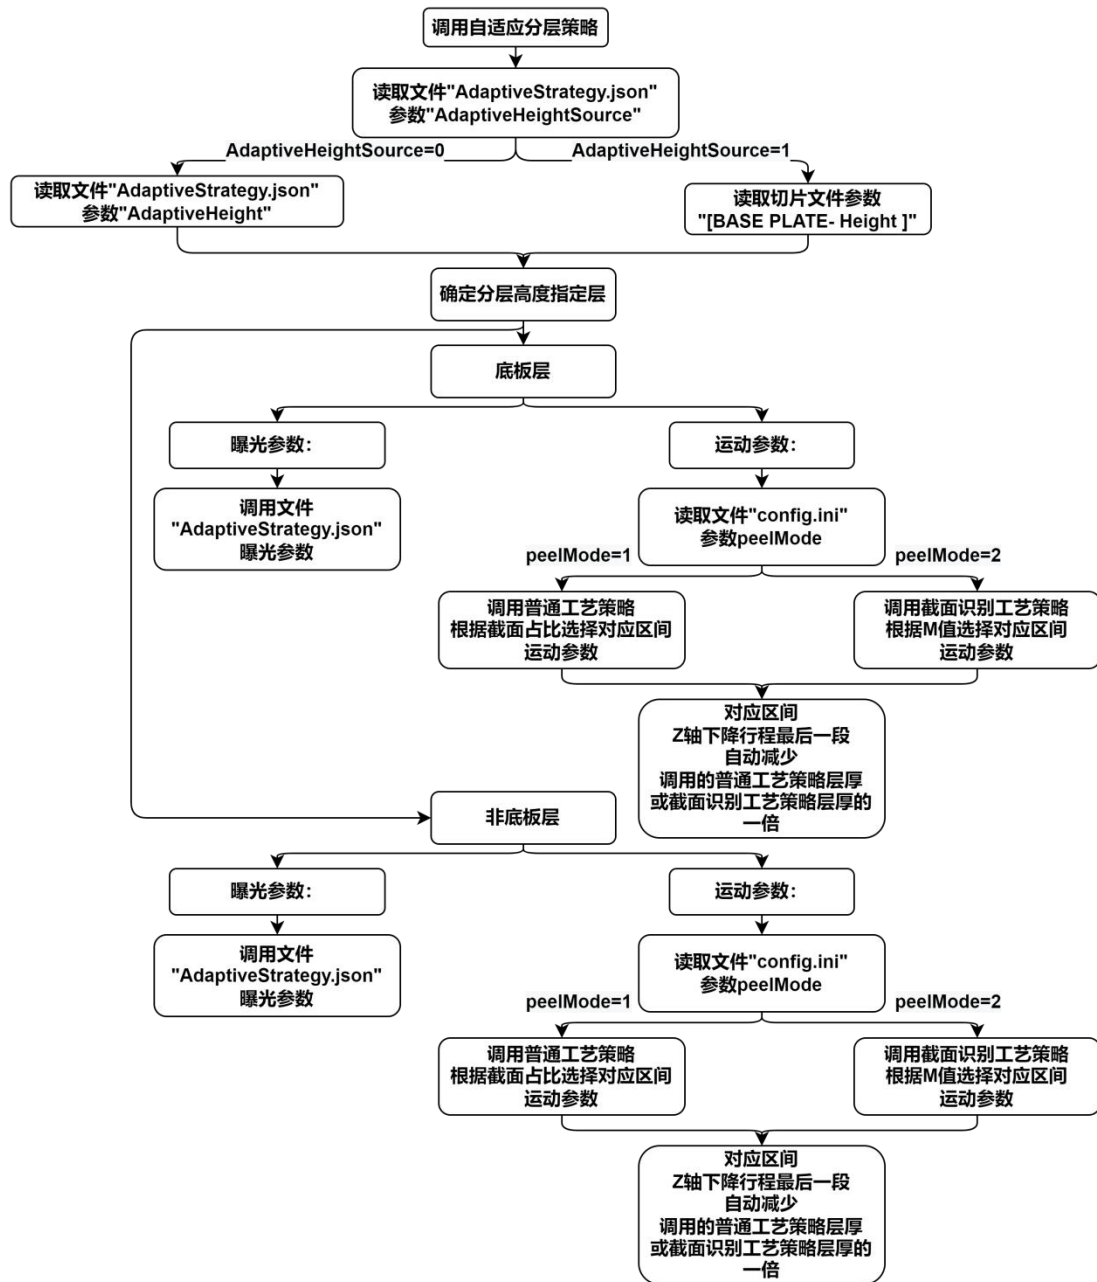 调用自适应分层策略
读取文件"AdaptiveStrategy.json"
参数"AdaptiveHeightSource"
AdaptiveHeightSource=0
AdaptiveHeightSource=1
读取文件"AdaptiveStrategy.json"
参数"AdaptiveHeight"
读取切片文件参数
"[BASE PLATE- Height ]"
确定分层高度指定层
底板层
曝光参数:
运动参数:
调用文件
"AdaptiveStrategy.json"
曝光参数
读取文件"config.ini"
参数peelMode
peelMode=1
peelMode=2
调用普通工艺策略
根据截面占比选择对应区间
运动参数
调用截面识别工艺策略
根据M值选择对应区间
运动参数
对应区间
Z轴下降行程最后一段
自动减少
调用的普通工艺策略层厚
或截面识别工艺策略层厚的
一倍
非底板层
曝光参数:
运动参数:
调用文件
"AdaptiveStrategy.json"
曝光参数
读取文件"config.ini"
参数peelMode
peelMode=1
peelMode=2
调用普通工艺策略
根据截面占比选择对应区间
运动参数
调用截面识别工艺策略
根据M值选择对应区间
运动参数
对应区间
Z轴下降行程最后一段
自动减少
调用的普通工艺策略层厚
或截面识别工艺策略层厚的
一倍